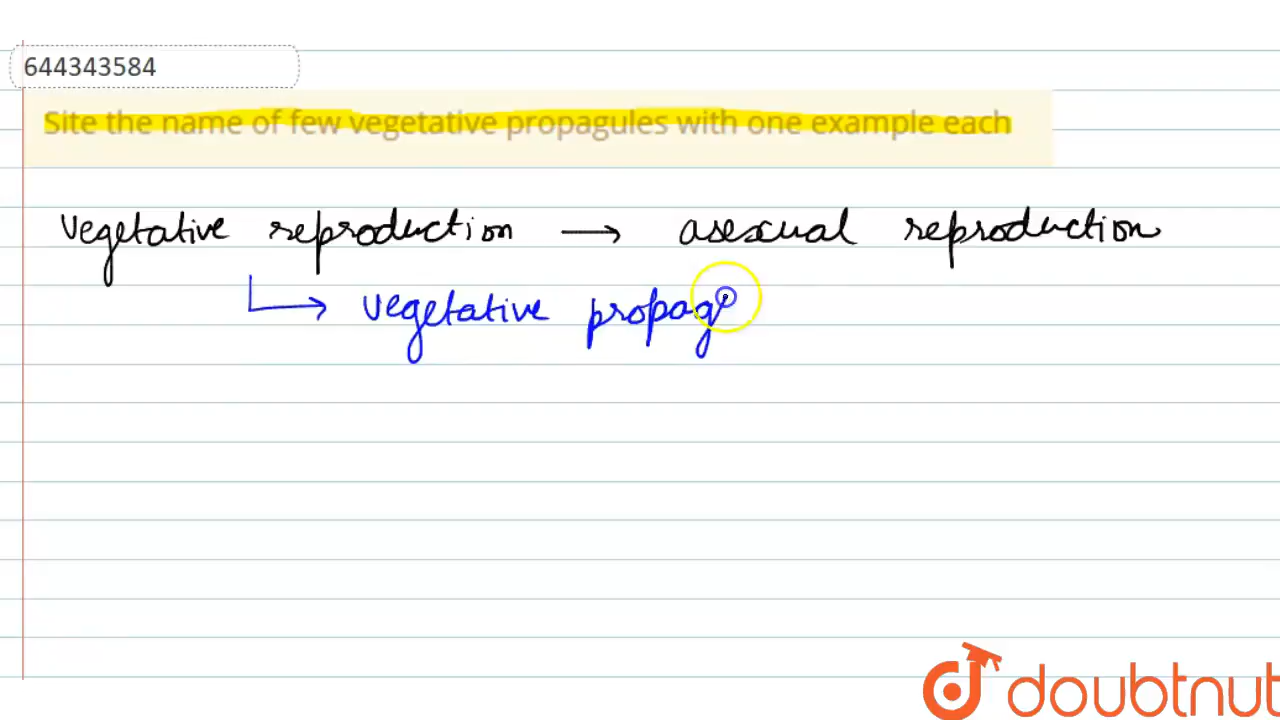 644343584
Site the name of few vegetative propagules with one example each
vegetative reproduction → asexual reproduction
↳ vegetative propag
doubtnut